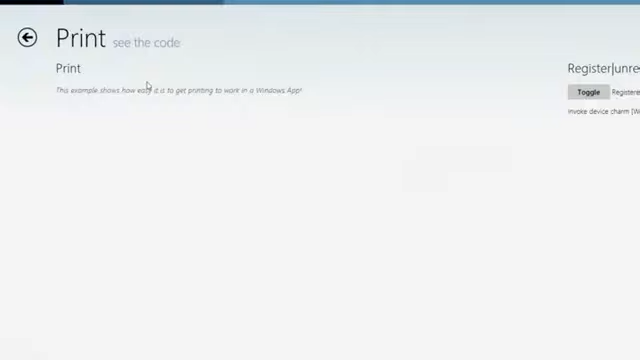 Print see the code
Print
This example shows how easy it is to get printing to work in a Windows App!
Register|unre
Toggle Registere
Invoke device charm [W